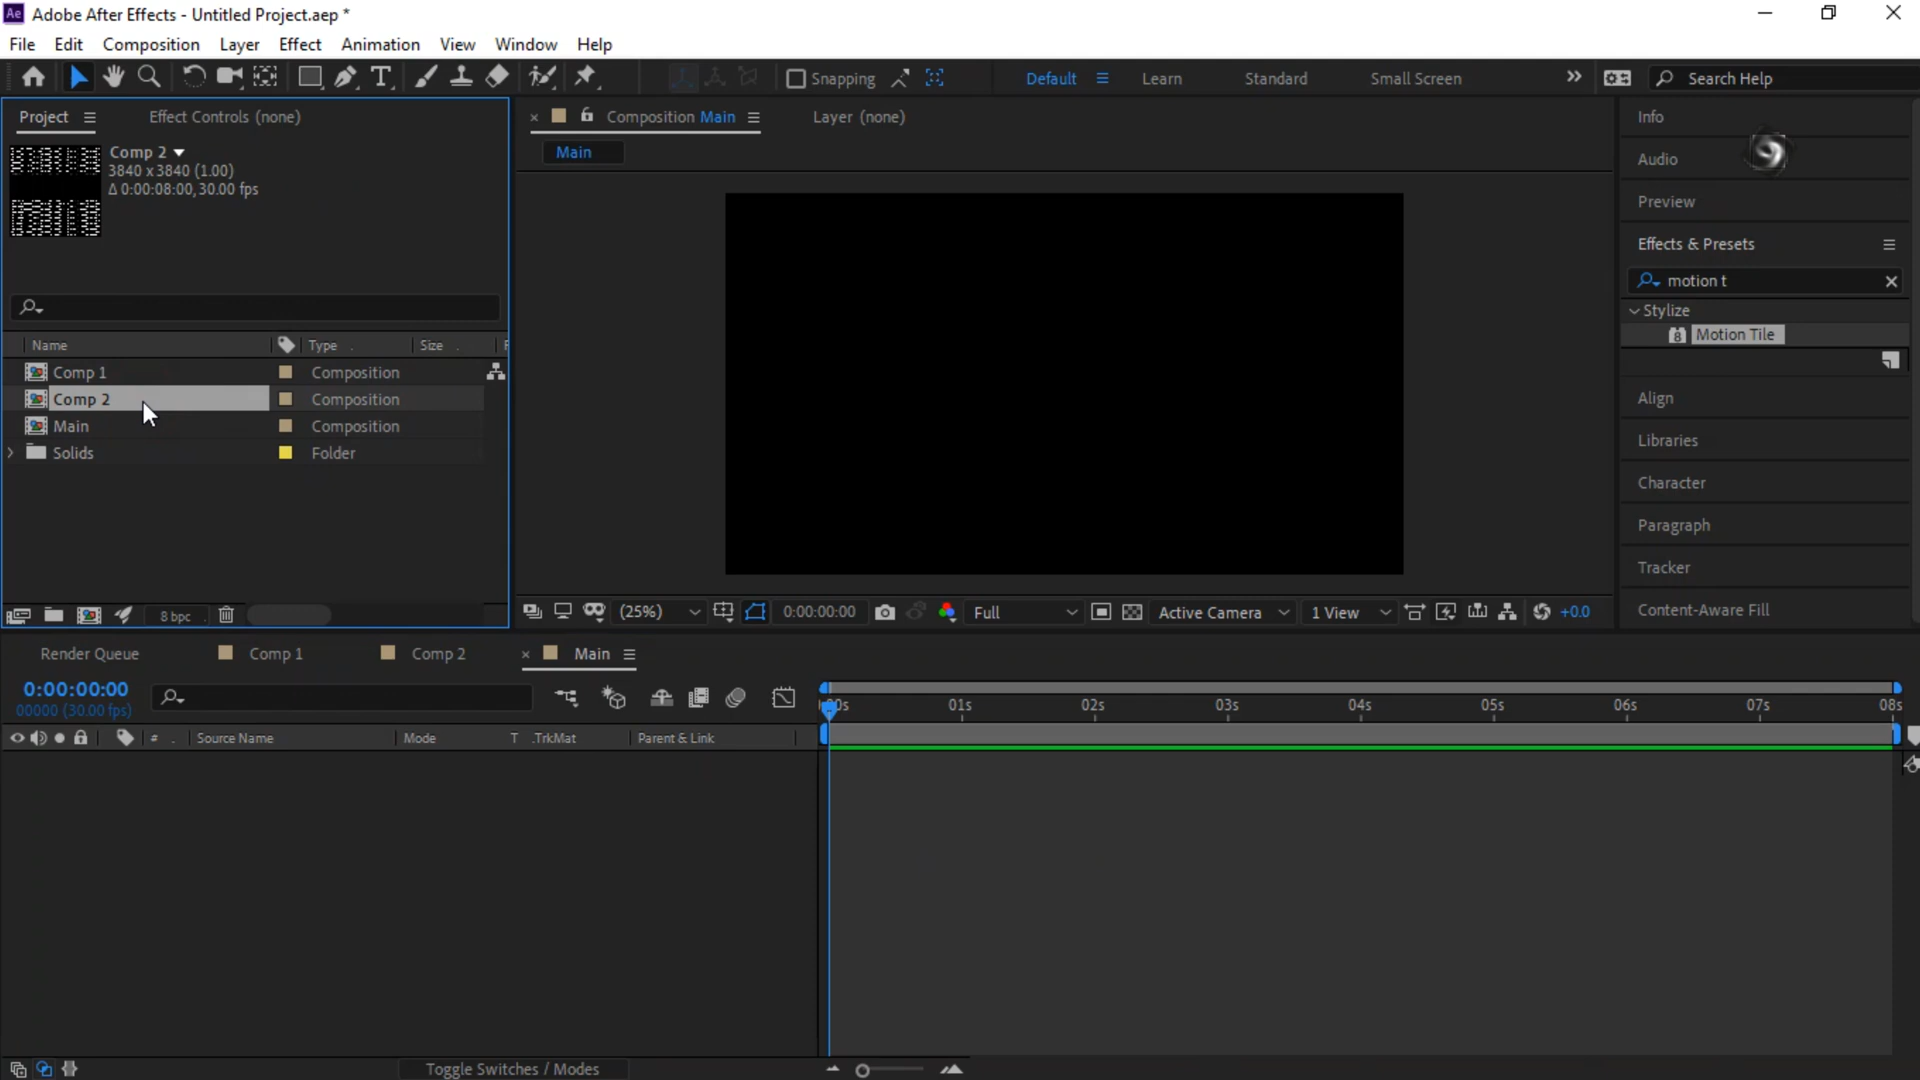 Ae Adobe After Effects - Untitled Project.aep *
File Edit Composition Layer Effect Animation View Window Help
T Snapping Default Learn Standard Small Screen Search Help
Project Effect Controls (none)
Comp 2
3840 x 3840 (1.00)
Δ 0:00:08:00, 30.00 fps
Name Type Size
Comp 1 Composition
Comp 2 Composition
Main Composition
Solids Folder
8 bpc
Composition Main Layer (none)
Main
(25%) 0:00:00:00 Full Active Camera 1 View +0.0
Info
Audio
Preview
Effects & Presets
motion t
Stylize
8 Motion Tile
Align
Libraries
Character
Paragraph
Tracker
Content-Aware Fill
Render Queue Comp 1 Comp 2 Main
0:00:00:00
00000 (30.00 fps)
01s 02s 03s 04s 05s 06s 07s 08s
# Source Name Mode T .TrkMat Parent & Link
Toggle Switches / Modes